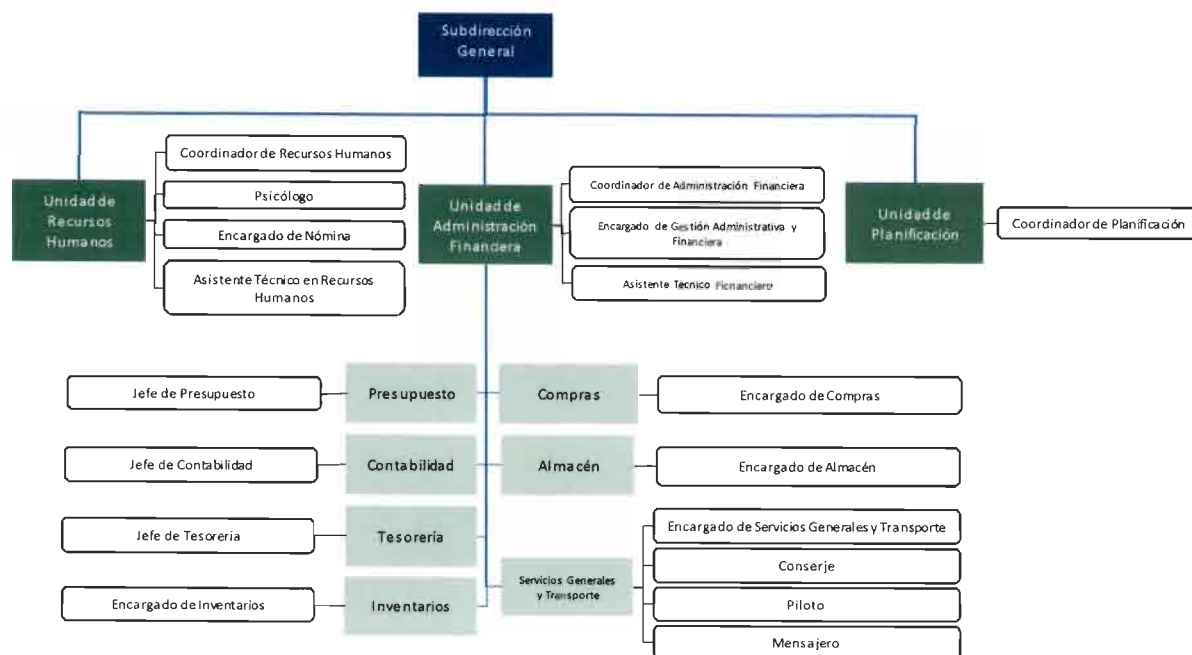 Subdirección
General
Unidad de
Recursos
Humanos
Coordinador de Recursos Humanos
Psicólogo
Encargado de Nómina
Asistente Técnico en Recursos
Humanos
Unidad de
Administración
Financiera
Coordinador de Administración Financiera
Encargado de Gestión Administrativa y
Financiera
Asistente Técnico Ficnanciero
Unidad de
Planificación
Coordinador de Planificación
Jefe de Presupuesto
Presupuesto
Compras
Encargado de Compras
Jefe de Contabilidad
Contabilidad
Almacén
Encargado de Almacén
Jefe de Tesorería
Tesorería
Encargado de Inventarios
Inventarios
Servicios Generales
y Transporte
Encargado de Servicios Generales y Transporte
Conserje
Piloto
Mensajero